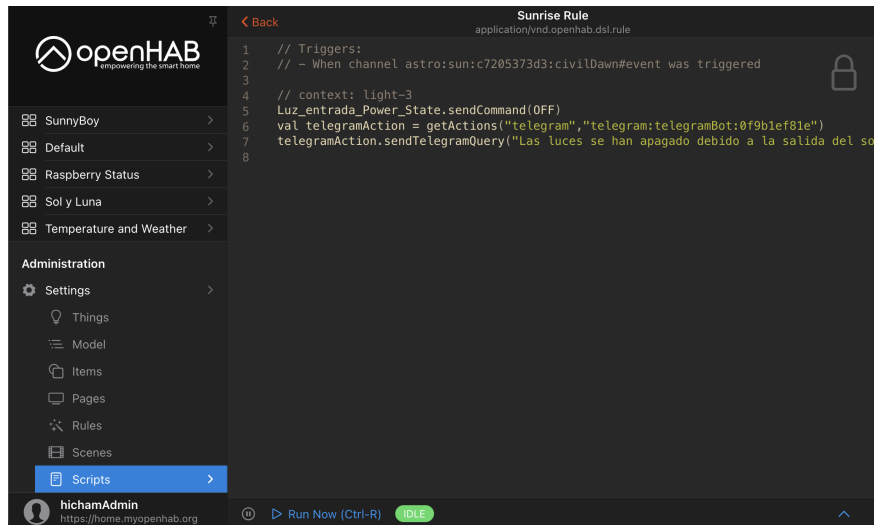 openHAB
empowering the smart home
SunnyBoy
Default
Raspberry Status
Sol y Luna
Temperature and Weather
Administration
Settings
Things
Model
Items
Pages
Rules
Scenes
Scripts
hichamAdmin
https://home.myopenhab.org
Back
Sunrise Rule
application/vnd.openhab.dsl.rule
1 // Triggers:
2 // - When channel astro:sun:c7205373d3:civilDawn#event was triggered
3
4 // context: light-3
5 Luz_entrada_Power_State.sendCommand(OFF)
6 val telegramAction = getActions("telegram","telegram:telegramBot:0f9b1ef81e")
7 telegramAction.sendTelegramQuery("Las luces se han apagado debido a la salida del so
8
Run Now (Ctrl-R) IDLE